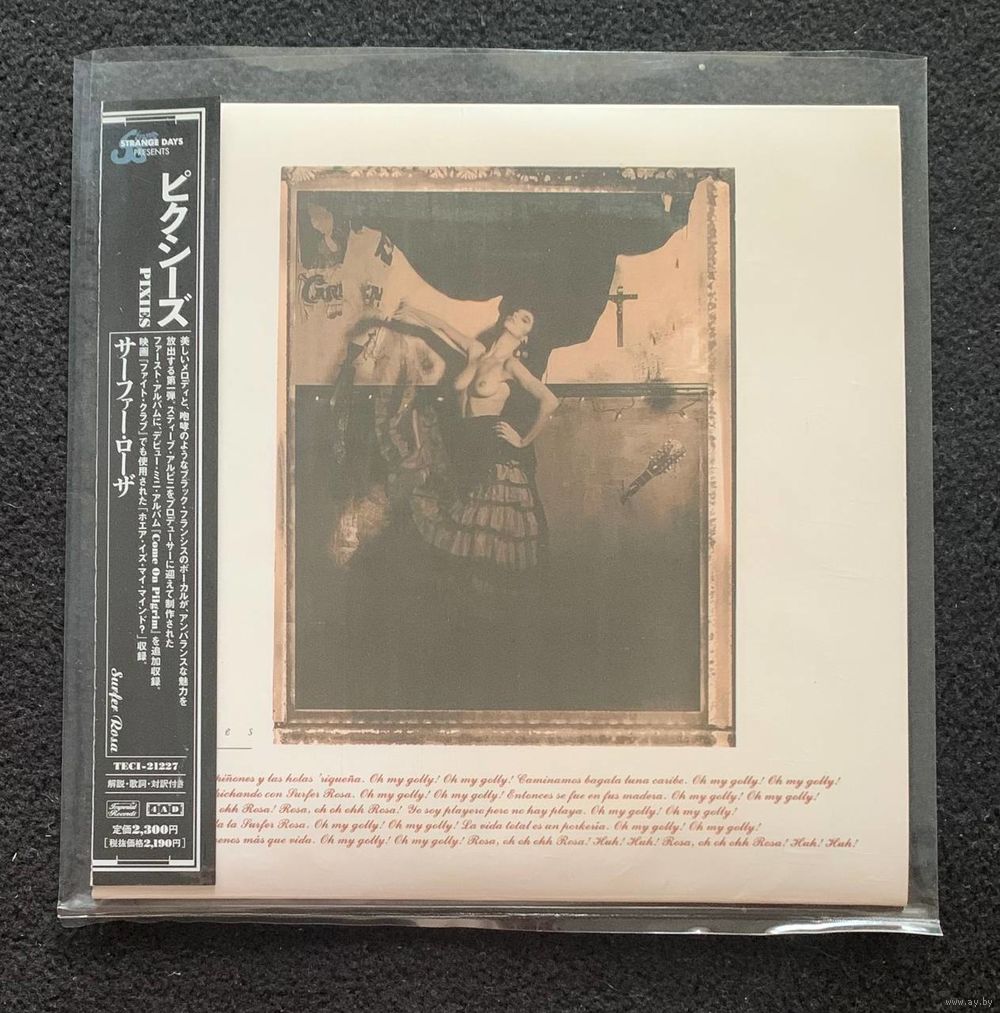 STRANGE DAYS
PRESENTS
ピクシーズ
PIXIES
美しいメロディと、咆哮のようなブラック・フランシスのボーカルが、アンバランスな魅力を
放出する第一弾。スティーブ・アルビニをプロデューサーに迎えて制作された
ファースト・アルバムに、デビュー・ミニ・アルバム『Come On Pilgrim』を追加収録。
映画『ファイト・クラブ』でも使用された「ホエア・イズ・マイ・マインド?」収録。
サーファー・ローザ
Surfer Rosa
TECI-21227
解説・歌詞・対訳付き
Imperial
Records
4AD
定価2,300円
[税抜価格2,190円]
e s
piñones y las holas 'rigueña. Oh my golly! Oh my golly! Caminamos bagala luna caribe. Oh my golly! Oh my golly!
chichando con Surfer Rosa. Oh my golly! Oh my golly! Entonces se fue en fus madera. Oh my golly! Oh my golly!
ohh Rosa! Rosa, oh oh ohh Rosa! Yo soy playero pero no hay playa. Oh my golly! Oh my golly!
la la Surfer Rosa. Oh my golly! Oh my golly! La vida total es un porkeria. Oh my golly! Oh my golly!
menos más que vida. Oh my golly! Oh my golly! Rosa, oh oh ohh Rosa! Huh! Huh! Rosa, oh oh ohh Rosa! Huh! Huh!
www.ay.by